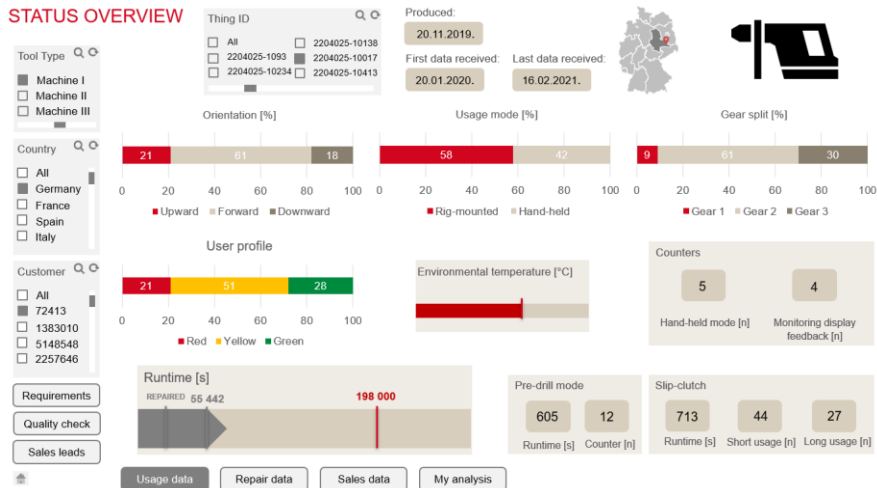 STATUS OVERVIEW
Thing ID
All
2204025-10138
2204025-1093
2204025-10017
2204025-10234
2204025-10413
Produced:
20.11.2019.
First data received:
Last data received:
20.01.2020.
16.02.2021.
Tool Type
Machine I
Machine II
Machine III
Country
All
Germany
France
Spain
Italy
Customer
All
72413
1383010
5148548
2257646
Requirements
Quality check
Sales leads
Orientation [%]
21
61
18
0 20 40 60 80 100
Upward Forward Downward
Usage mode [%]
58
42
0 20 40 60 80 100
Rig-mounted Hand-held
Gear split [%]
9
61
30
0 20 40 60 80 100
Gear 1 Gear 2 Gear 3
User profile
21
51
28
0 20 40 60 80 100
Red Yellow Green
Environmental temperature [°C]
Counters
5
4
Hand-held mode [n]
Monitoring display
feedback [n]
Runtime [s]
REPAIRED 55 442
198 000
Pre-drill mode
605
12
Runtime [s]
Counter [n]
Slip-clutch
713
44
27
Runtime [s]
Short usage [n]
Long usage [n]
Usage data
Repair data
Sales data
My analysis